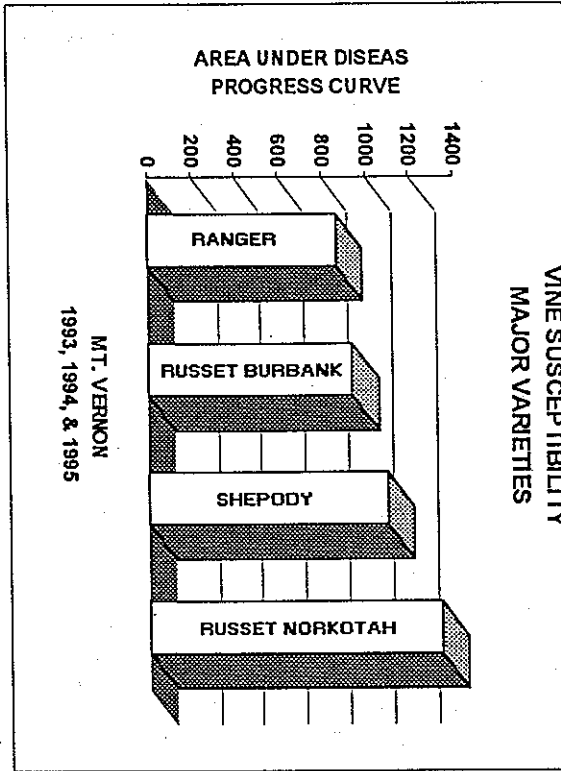 VINE SUSCEPTIBILITY
MAJOR VARIETIES
AREA UNDER DISEAS
PROGRESS CURVE
1400
1200
1000
800
600
400
200
0
RANGER
RUSSET BURBANK
SHEPODY
RUSSET NORKOTAH
MT. VERNON
1993, 1994, & 1995